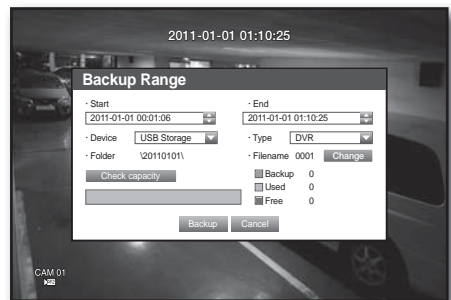 2011-01-01 01:10:25
Backup Range
· Start
· End
2011-01-01 00:01:06
2011-01-01 01:10:25
· Device
USB Storage
· Type
DVR
· Folder
\20110101\
· Filename
0001
Change
Check capacity
Backup 0
Used 0
Free 0
Backup
Cancel
CAM 01